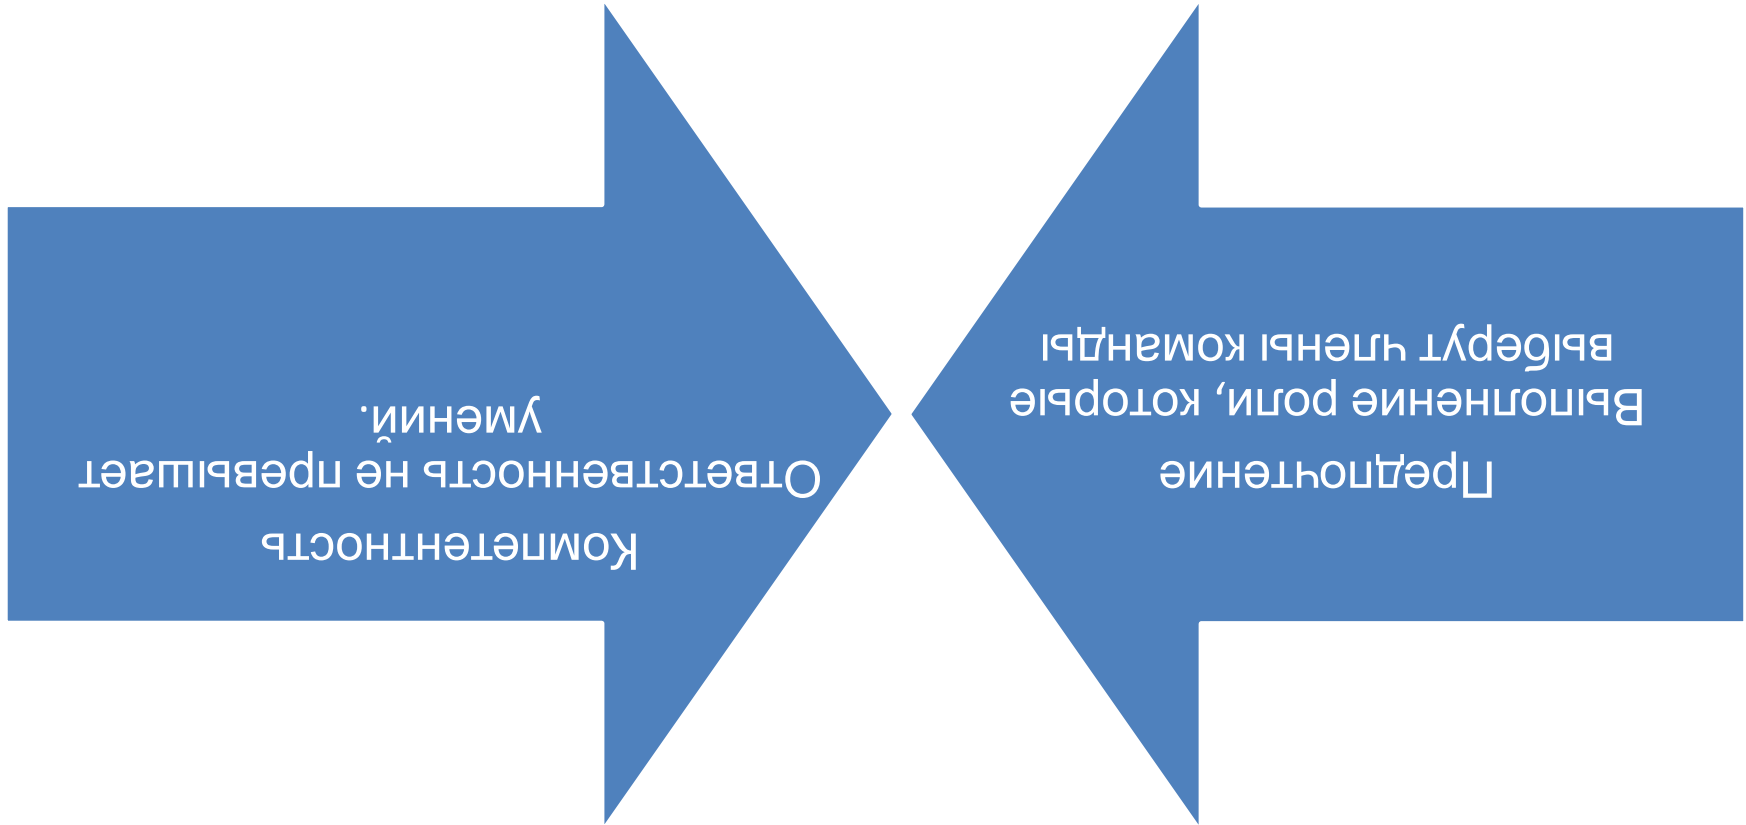 Предпочтение
Выполнение роли, которые
выберут члены команды
Компетентность
Ответственность не превышает
умений.